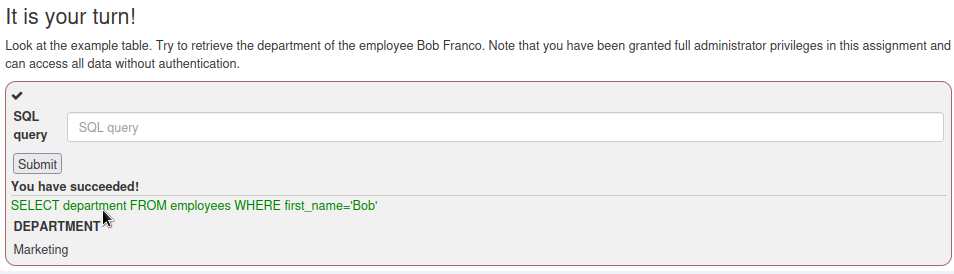 It is your turn!
Look at the example table. Try to retrieve the department of the employee Bob Franco. Note that you have been granted full administrator privileges in this assignment and
can access all data without authentication.
SQL
query
SQL query
Submit
You have succeeded!
SELECT department FROM employees WHERE first_name='Bob'
DEPARTMENT
Marketing